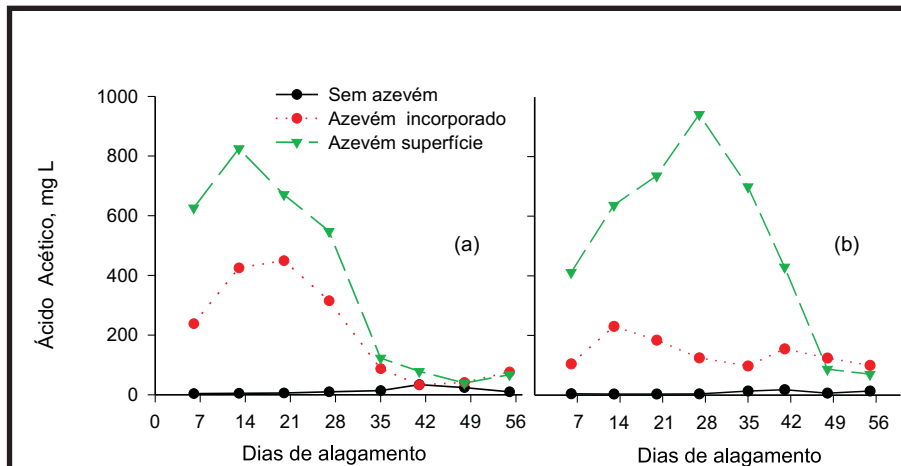 Sem azevém
Azevém incorporado
Azevém superfície
Ácido Acético, mg L
1000
800
600
400
200
0
(a)
(b)
0 7 14 21 28 35 42 49 56
7 14 21 28 35 42 49 56
Dias de alagamento
Dias de alagamento